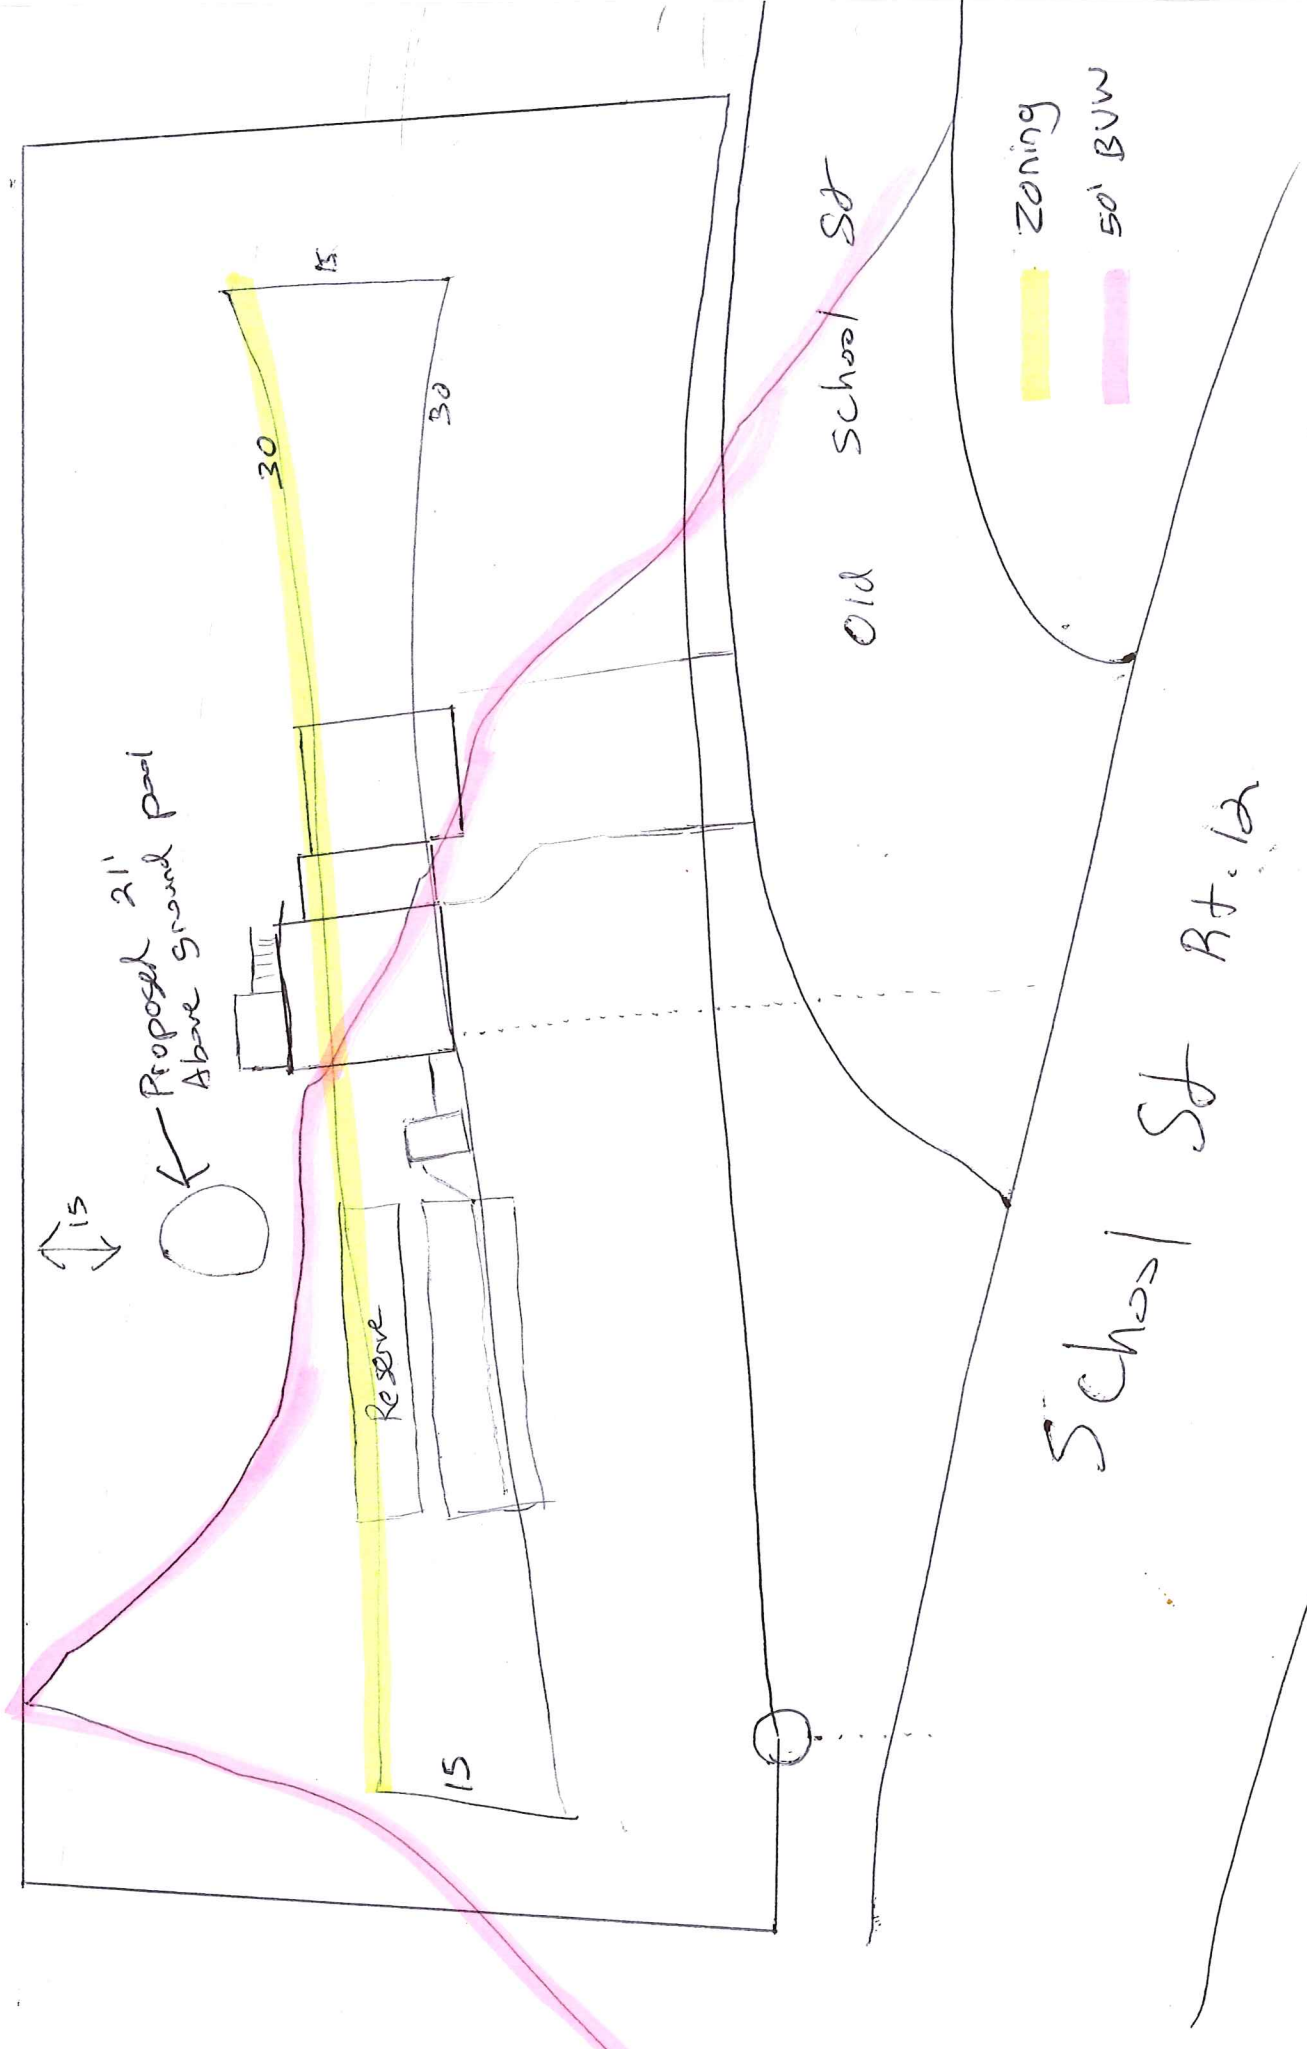 Proposed 21'
Above ground pool
15
30
15
30
Reserve
15
Old School St
School St Rt. 12
Zoning
50' BVW